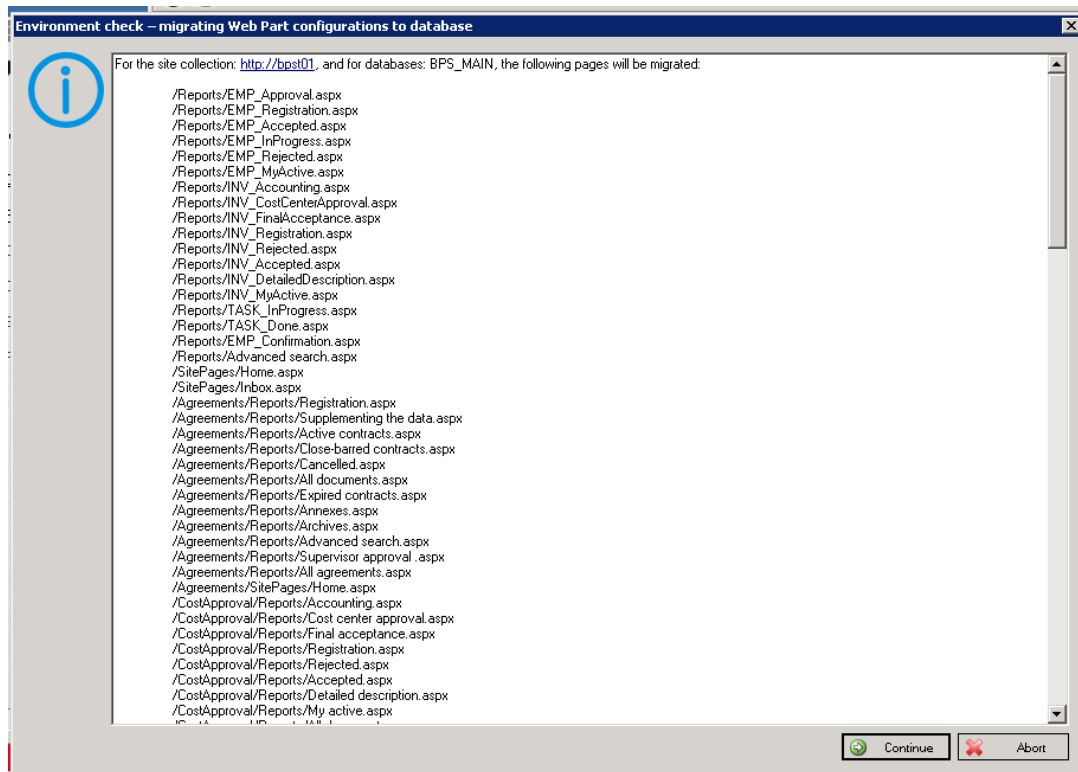 Environment check – migrating Web Part configurations to database
For the site collection: http://bpst01, and for databases: BPS_MAIN, the following pages will be migrated:
/Reports/EMP_Approval.aspx
/Reports/EMP_Registration.aspx
/Reports/EMP_Accepted.aspx
/Reports/EMP_InProgress.aspx
/Reports/EMP_Rejected.aspx
/Reports/EMP_MyActive.aspx
/Reports/INV_Accounting.aspx
/Reports/INV_CostCenterApproval.aspx
/Reports/INV_FinalAcceptance.aspx
/Reports/INV_Registration.aspx
/Reports/INV_Rejected.aspx
/Reports/INV_Accepted.aspx
/Reports/INV_DetailedDescription.aspx
/Reports/INV_MyActive.aspx
/Reports/TASK_InProgress.aspx
/Reports/TASK_Done.aspx
/Reports/EMP_Confirmation.aspx
/Reports/Advanced search.aspx
/SitePages/Home.aspx
/SitePages/Inbox.aspx
/Agreements/Reports/Registration.aspx
/Agreements/Reports/Supplementing the data.aspx
/Agreements/Reports/Active contracts.aspx
/Agreements/Reports/Close-barred contracts.aspx
/Agreements/Reports/Cancelled.aspx
/Agreements/Reports/All documents.aspx
/Agreements/Reports/Expired contracts.aspx
/Agreements/Reports/Annexes.aspx
/Agreements/Reports/Archives.aspx
/Agreements/Reports/Advanced search.aspx
/Agreements/Reports/Supervisor approval .aspx
/Agreements/Reports/All agreements.aspx
/Agreements/SitePages/Home.aspx
/CostApproval/Reports/Accounting.aspx
/CostApproval/Reports/Cost center approval.aspx
/CostApproval/Reports/Final acceptance.aspx
/CostApproval/Reports/Registration.aspx
/CostApproval/Reports/Rejected.aspx
/CostApproval/Reports/Accepted.aspx
/CostApproval/Reports/Detailed description.aspx
/CostApproval/Reports/My active.aspx
Continue
Abort